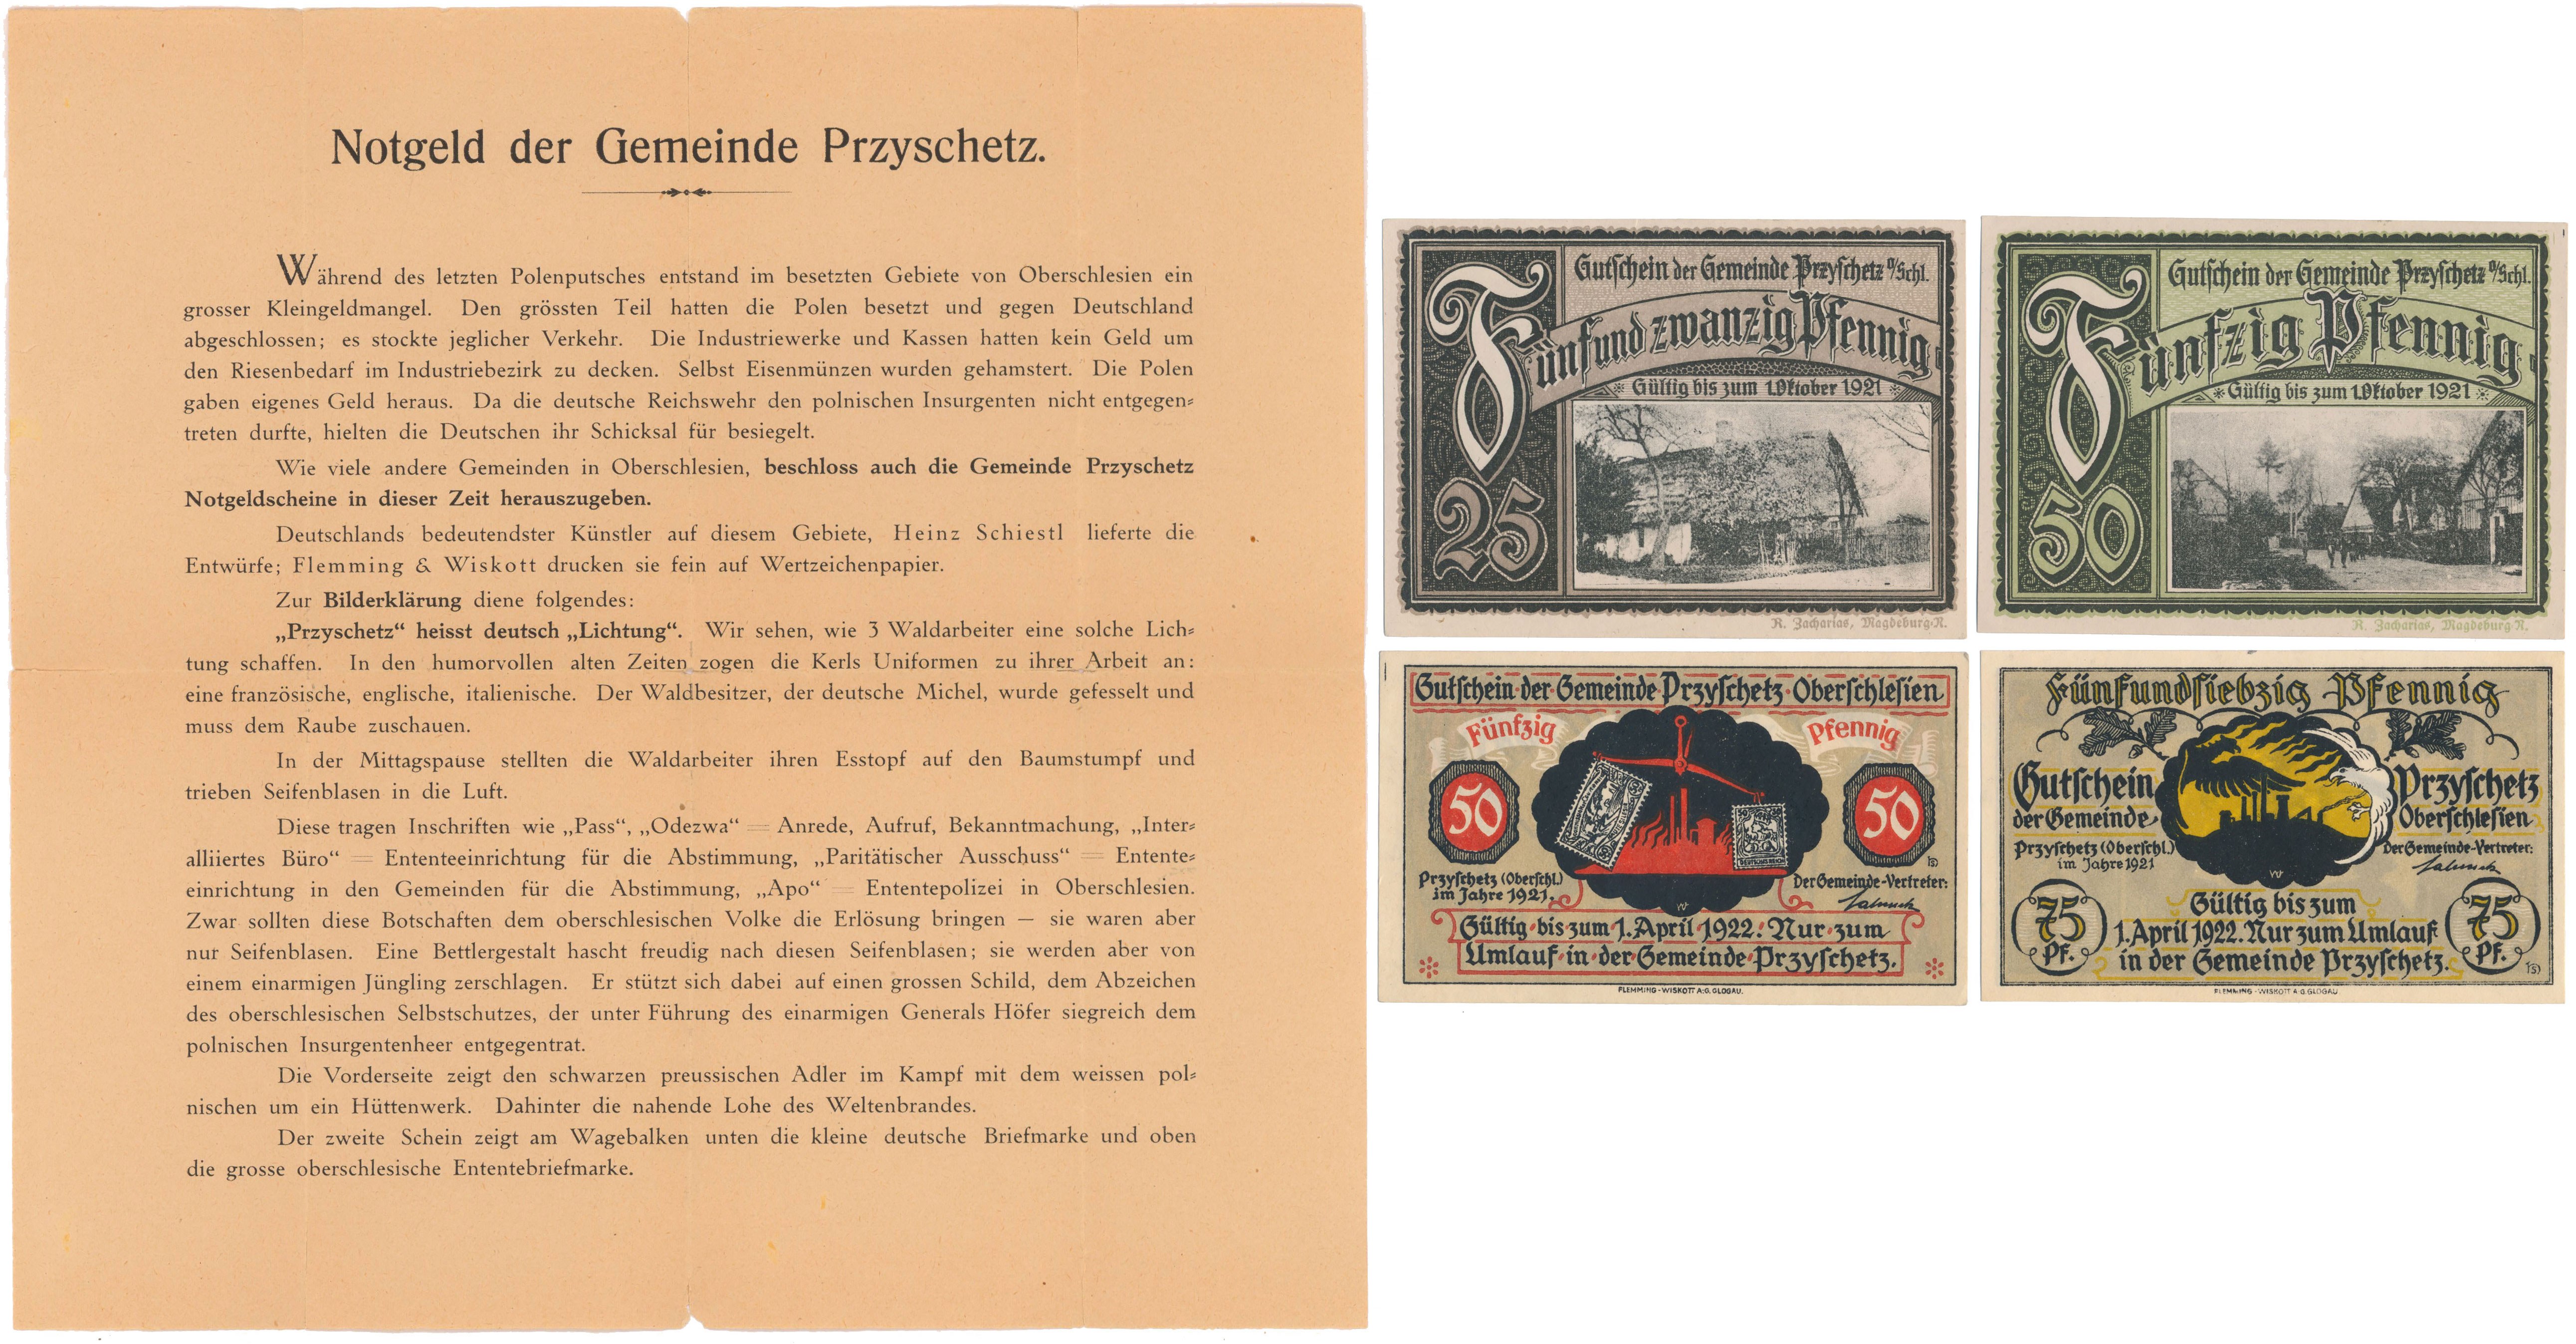 Notgeld der Gemeinde Przyschetz.
Während des letzten Polenputsches entstand im besetzten Gebiete von Oberschlesien ein
grosser Kleingeldmangel. Den grössten Teil hatten die Polen besetzt und gegen Deutschland
abgeschlossen; es stockte jeglicher Verkehr. Die Industriewerke und Kassen hatten kein Geld um
den Riesenbedarf im Industriebezirk zu decken. Selbst Eisenmünzen wurden gehamstert. Die Polen
gaben eigenes Geld heraus. Da die deutsche Reichswehr den polnischen Insurgenten nicht entgegen⸗
treten durfte, hielten die Deutschen ihr Schicksal für besiegelt.
Wie viele andere Gemeinden in Oberschlesien, beschloss auch die Gemeinde Przyschetz
Notgeldscheine in dieser Zeit herauszugeben.
Deutschlands bedeutendster Künstler auf diesem Gebiete, Heinz Schiestl lieferte die
Entwürfe; Flemming & Wiskott drucken sie fein auf Wertzeichenpapier.
Zur Bilderklärung diene folgendes:
„Przyschetz“ heisst deutsch „Lichtung“. Wir sehen, wie 3 Waldarbeiter eine solche Lich⸗
tung schaffen. In den humorvollen alten Zeiten zogen die Kerls Uniformen zu ihrer Arbeit an:
eine französische, englische, italienische. Der Waldbesitzer, der deutsche Michel, wurde gefesselt und
muss dem Raube zuschauen.
In der Mittagspause stellten die Waldarbeiter ihren Esstopf auf den Baumstumpf und
trieben Seifenblasen in die Luft.
Diese tragen Inschriften wie „Pass“, „Odezwa“ = Anrede, Aufruf, Bekanntmachung, „Inter⸗
alliiertes Büro“ = Ententeeinrichtung für die Abstimmung, „Paritätischer Ausschuss“ = Entente⸗
einrichtung in den Gemeinden für die Abstimmung, „Apo“ = Ententepolizei in Oberschlesien.
Zwar sollten diese Botschaften dem oberschlesischen Volke die Erlösung bringen — sie waren aber
nur Seifenblasen. Eine Bettlergestalt hascht freudig nach diesen Seifenblasen; sie werden aber von
einem einarmigen Jüngling zerschlagen. Er stützt sich dabei auf einen grossen Schild, dem Abzeichen
des oberschlesischen Selbstschutzes, der unter Führung des einarmigen Generals Höfer siegreich dem
polnischen Insurgentenheer entgegentrat.
Die Vorderseite zeigt den schwarzen preussischen Adler im Kampf mit dem weissen pol⸗
nischen um ein Hüttenwerk. Dahinter die nahende Lohe des Weltenbrandes.
Der zweite Schein zeigt am Wagebalken unten die kleine deutsche Briefmarke und oben
die grosse oberschlesische Ententebriefmarke.
Gutschein der Gemeinde Przyschetz O/Schl.
Fünfundzwanzig Pfennig
Gültig bis zum 1. Oktober 1921
25
R. Zacharias, Magdeburg-N.
Gutschein der Gemeinde Przyschetz O/Schl.
Fünfzig Pfennig
Gültig bis zum 1. Oktober 1921
50
R. Zacharias, Magdeburg-N.
Gutschein·der·Gemeinde·Przyschetz·Oberschlesien
Fünfzig Pfennig
50 50
Przyschetz (Oberschl.)
im Jahre 1921.
Der Gemeinde-Vertreter:
Gültig·bis·zum·1.April·1922.·Nur·zum
Umlauf·in·der·Gemeinde·Przyschetz.
FLEMMING-WISKOTT A.G. GLOGAU.
Fünfundsiebzig Pfennig
Gutschein
der Gemeinde
Przyschetz
Oberschlesien
Przyschetz (Oberschl.)
im Jahre 1921
Der Gemeinde-Vertreter:
75
Pf.
Gültig bis zum
1.April 1922. Nur zum Umlauf
in der Gemeinde Przyschetz.
75
Pf.
FLEMMING-WISKOTT A.G. GLOGAU